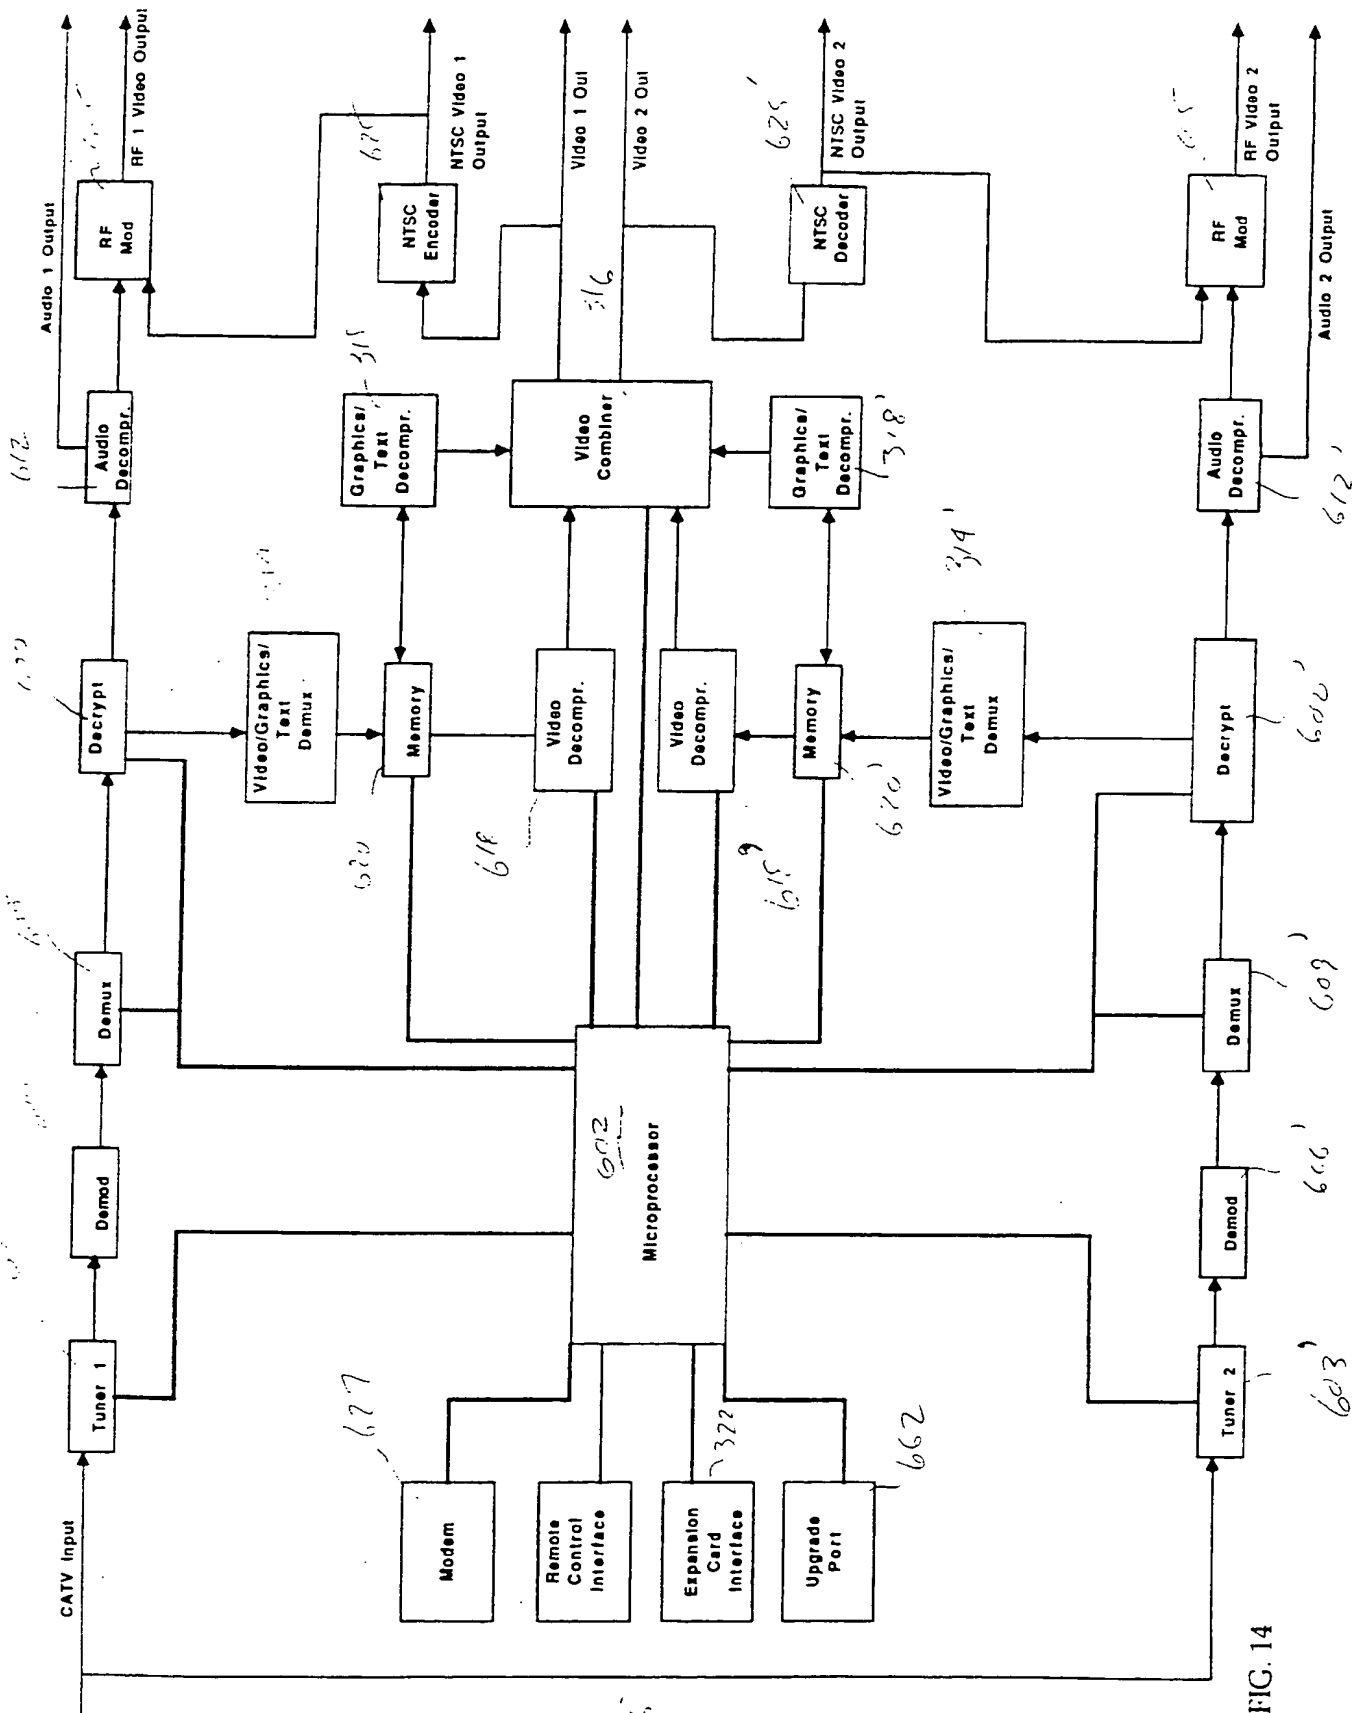 CATV Input
Tuner 1
Demod
Demux
Decrypt
Audio
Decompr.
612
RF
Mod
Audio 1 Output
RF 1 Video Output
Video/Graphics/
Text
Demux
Memory
620
Graphics/
Text
Decompr.
NTSC
Encoder
625
NTSC Video 1
Output
Video
Decompr.
618
Video
Combiner
316
Video 1 Out
Video 2 Out
Modem
627
Remote
Control
Interface
Expansion
Card
Interface
322
Upgrade
Port
662
Microprocessor
602
Video
Decompr.
Memory
620'
Graphics/
Text
Decompr.
318'
NTSC
Decoder
625'
NTSC Video 2
Output
Video/Graphics/
Text
Demux
314'
Tuner 2
603'
Demod
606'
Demux
609'
Decrypt
600'
Audio
Decompr.
612'
RF
Mod
RF Video 2
Output
Audio 2 Output
FIG. 14